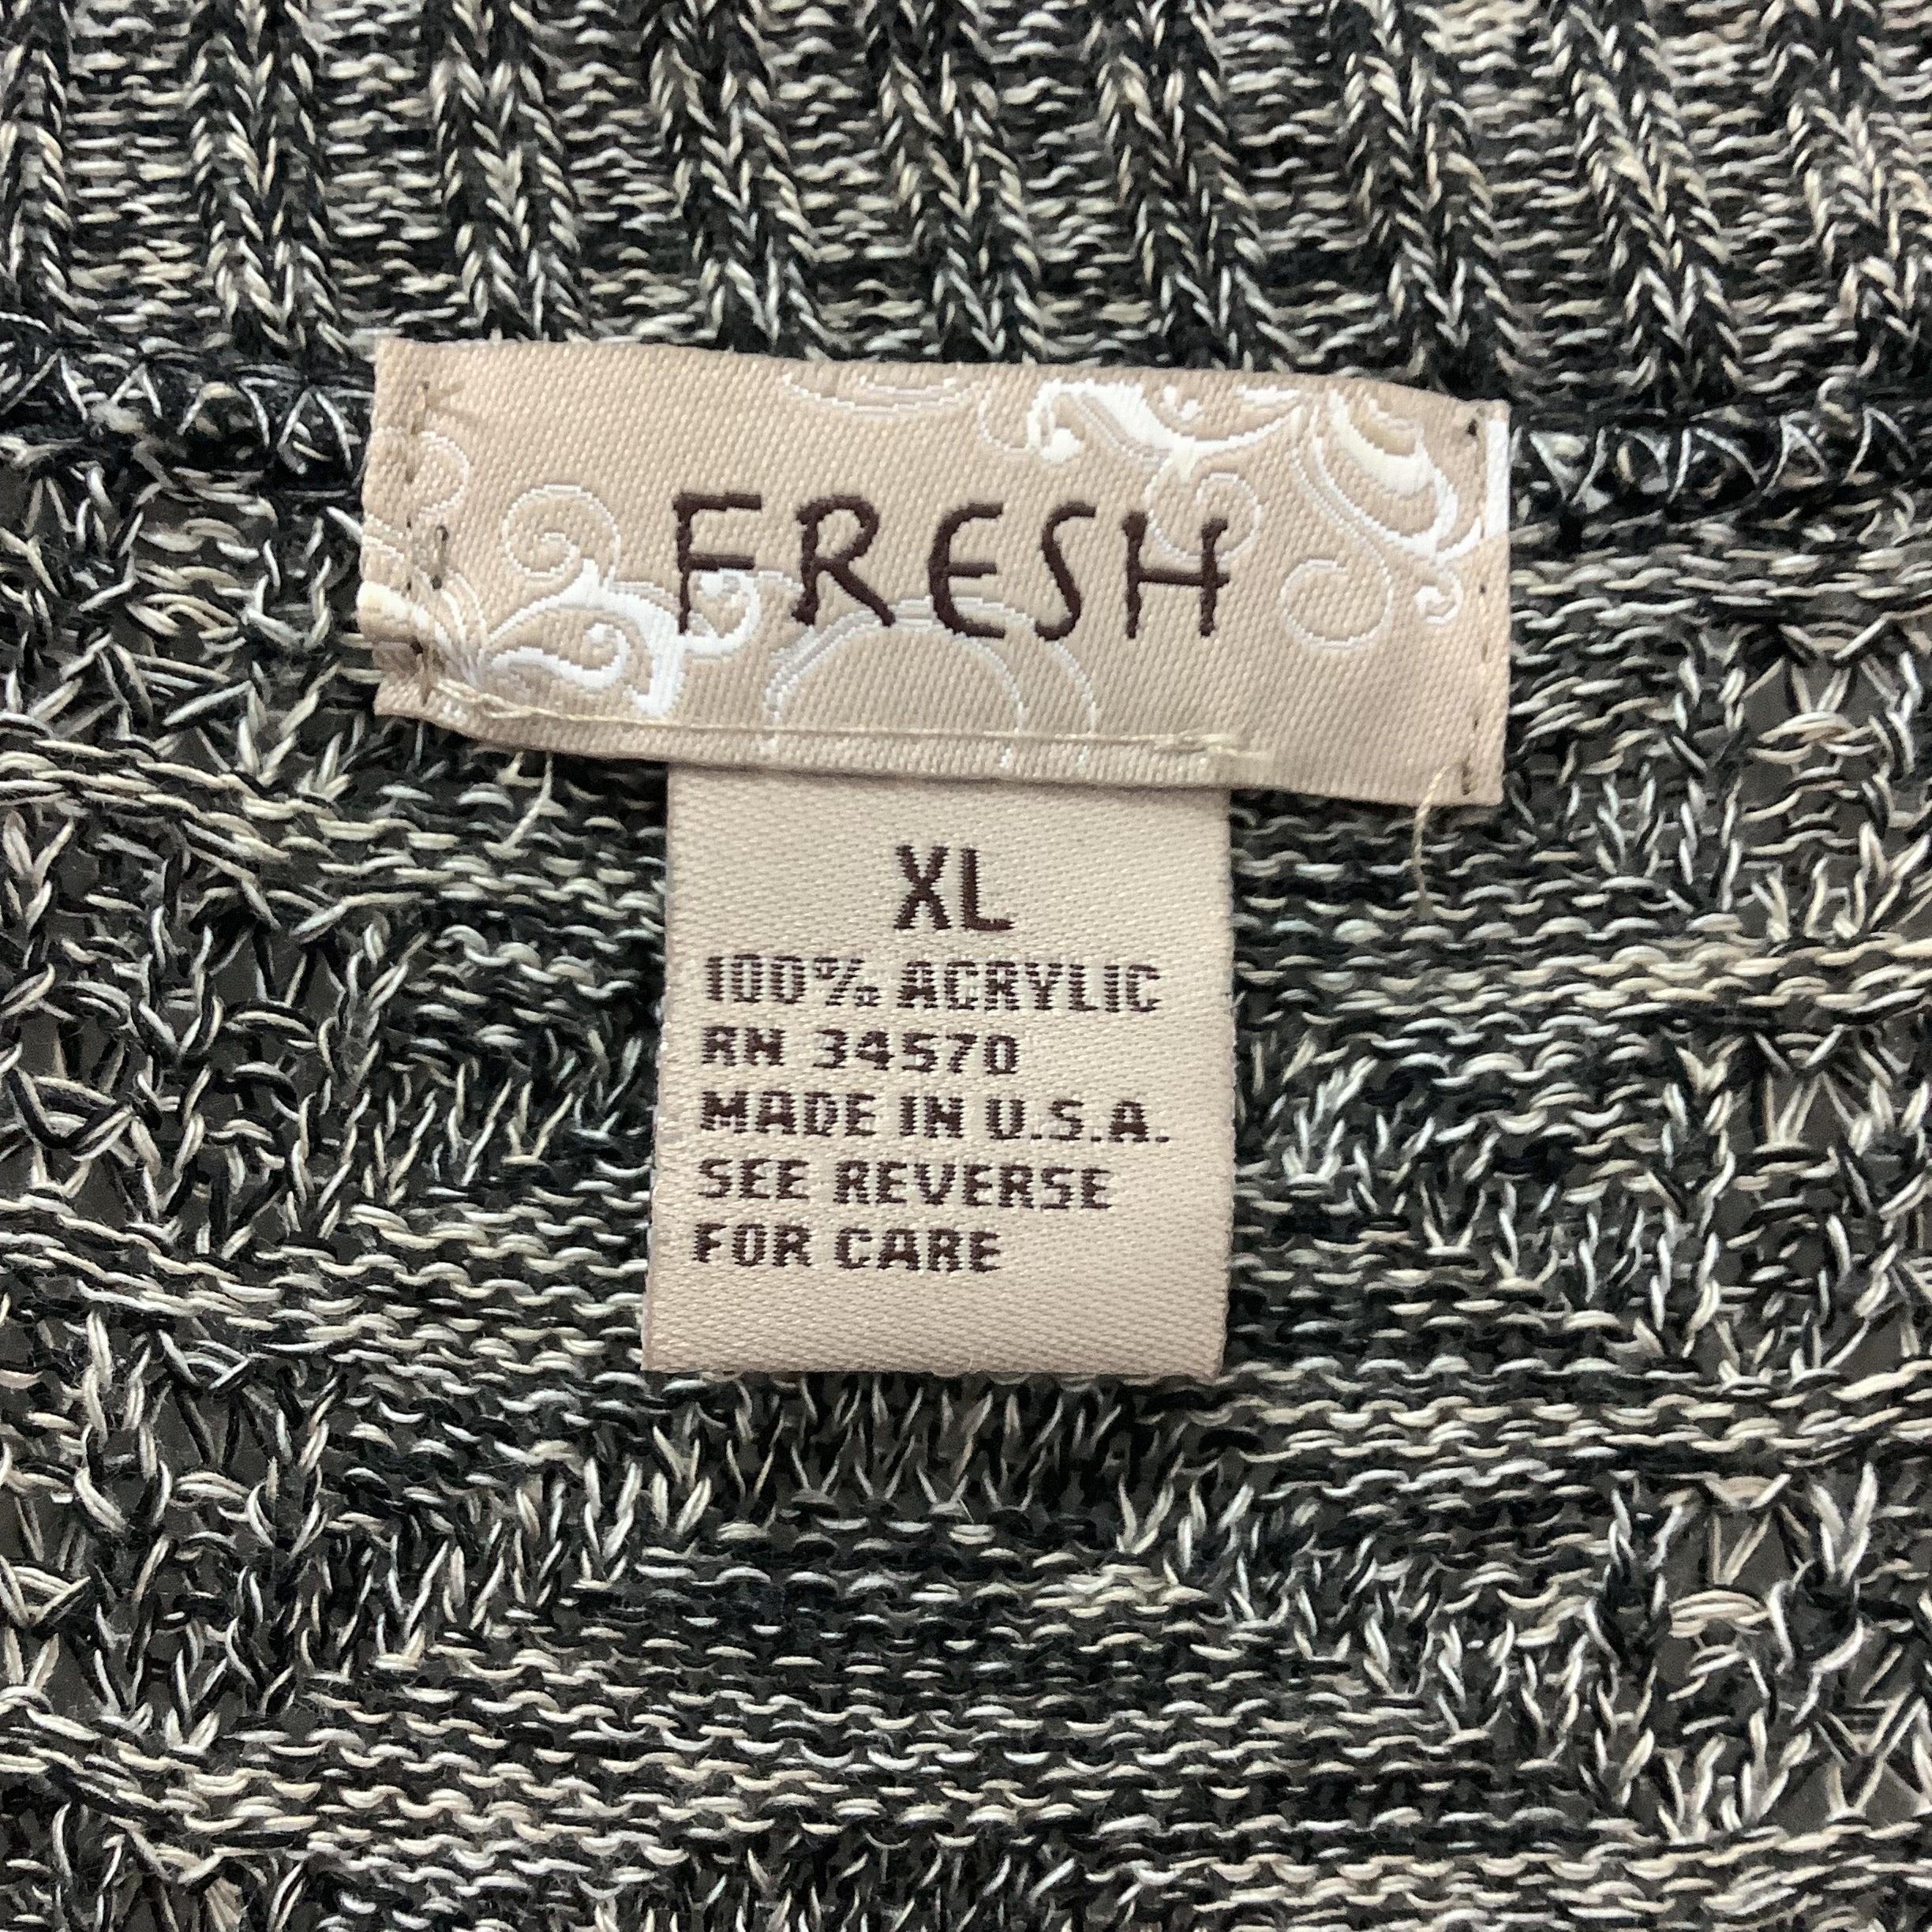 FRESH
XL
100% ACRYLIC
RN 34570
MADE IN U.S.A.
SEE REVERSE
FOR CARE